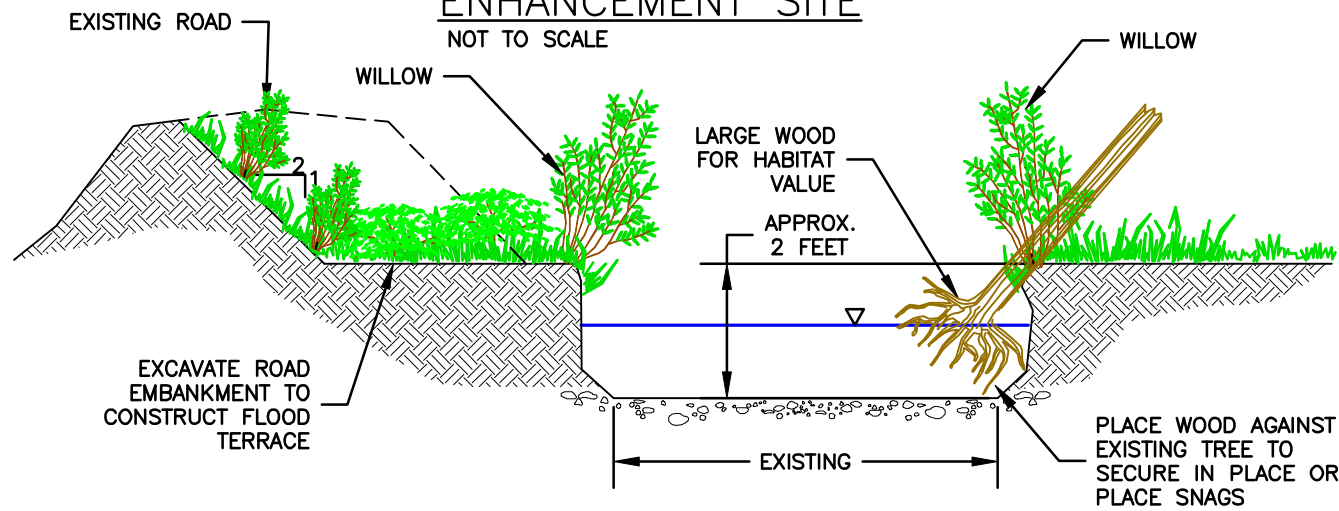 ENHANCEMENT SITE
NOT TO SCALE
EXISTING ROAD
WILLOW
WILLOW
LARGE WOOD
FOR HABITAT
VALUE
2
1
APPROX.
2 FEET
EXCAVATE ROAD
EMBANKMENT TO
CONSTRUCT FLOOD
TERRACE
EXISTING
PLACE WOOD AGAINST
EXISTING TREE TO
SECURE IN PLACE OR
PLACE SNAGS